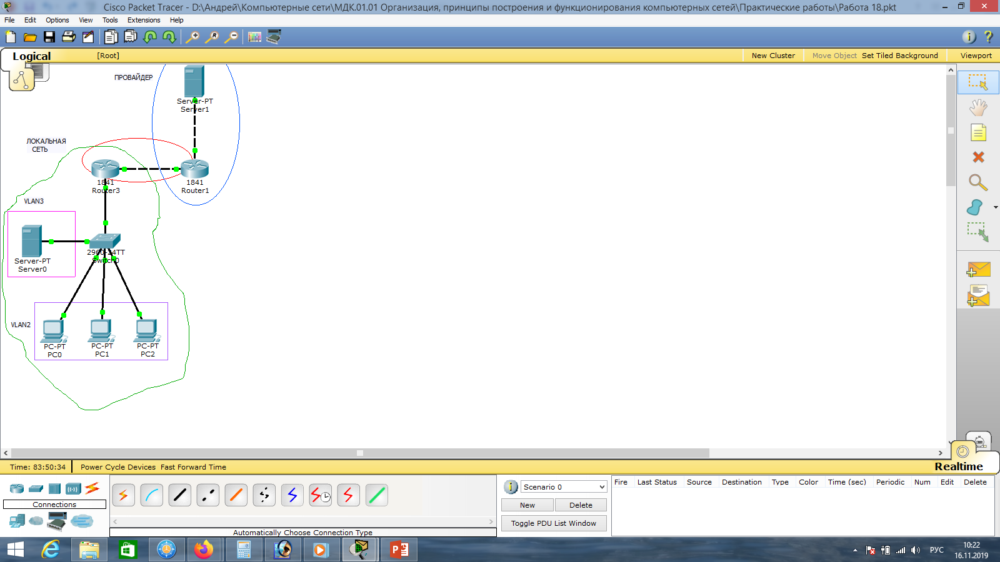 Cisco Packet Tracer - D:\Андрей\Компьютерные сети\МДК.01.01 Организация, принципы построения и функционирования компьютерных сетей\Практические работы\Работа 18.pkt
File Edit Options View Tools Extensions Help
Logical [Root] New Cluster Move Object Set Tiled Background Viewport
ПРОВАЙДЕР
Server-PT
Server1
ЛОКАЛЬНАЯ
СЕТЬ
1841
Router3
1841
Router1
VLAN3
Server-PT
Server0
2960-24TT
Switch0
VLAN2
PC-PT
PC0
PC-PT
PC1
PC-PT
PC2
Time: 83:50:34 Power Cycle Devices Fast Forward Time
Realtime
Connections
Automatically Choose Connection Type
Scenario 0
New Delete
Toggle PDU List Window
Fire Last Status Source Destination Type Color Time (sec) Periodic Num Edit Delete
РУС
10:22
16.11.2019